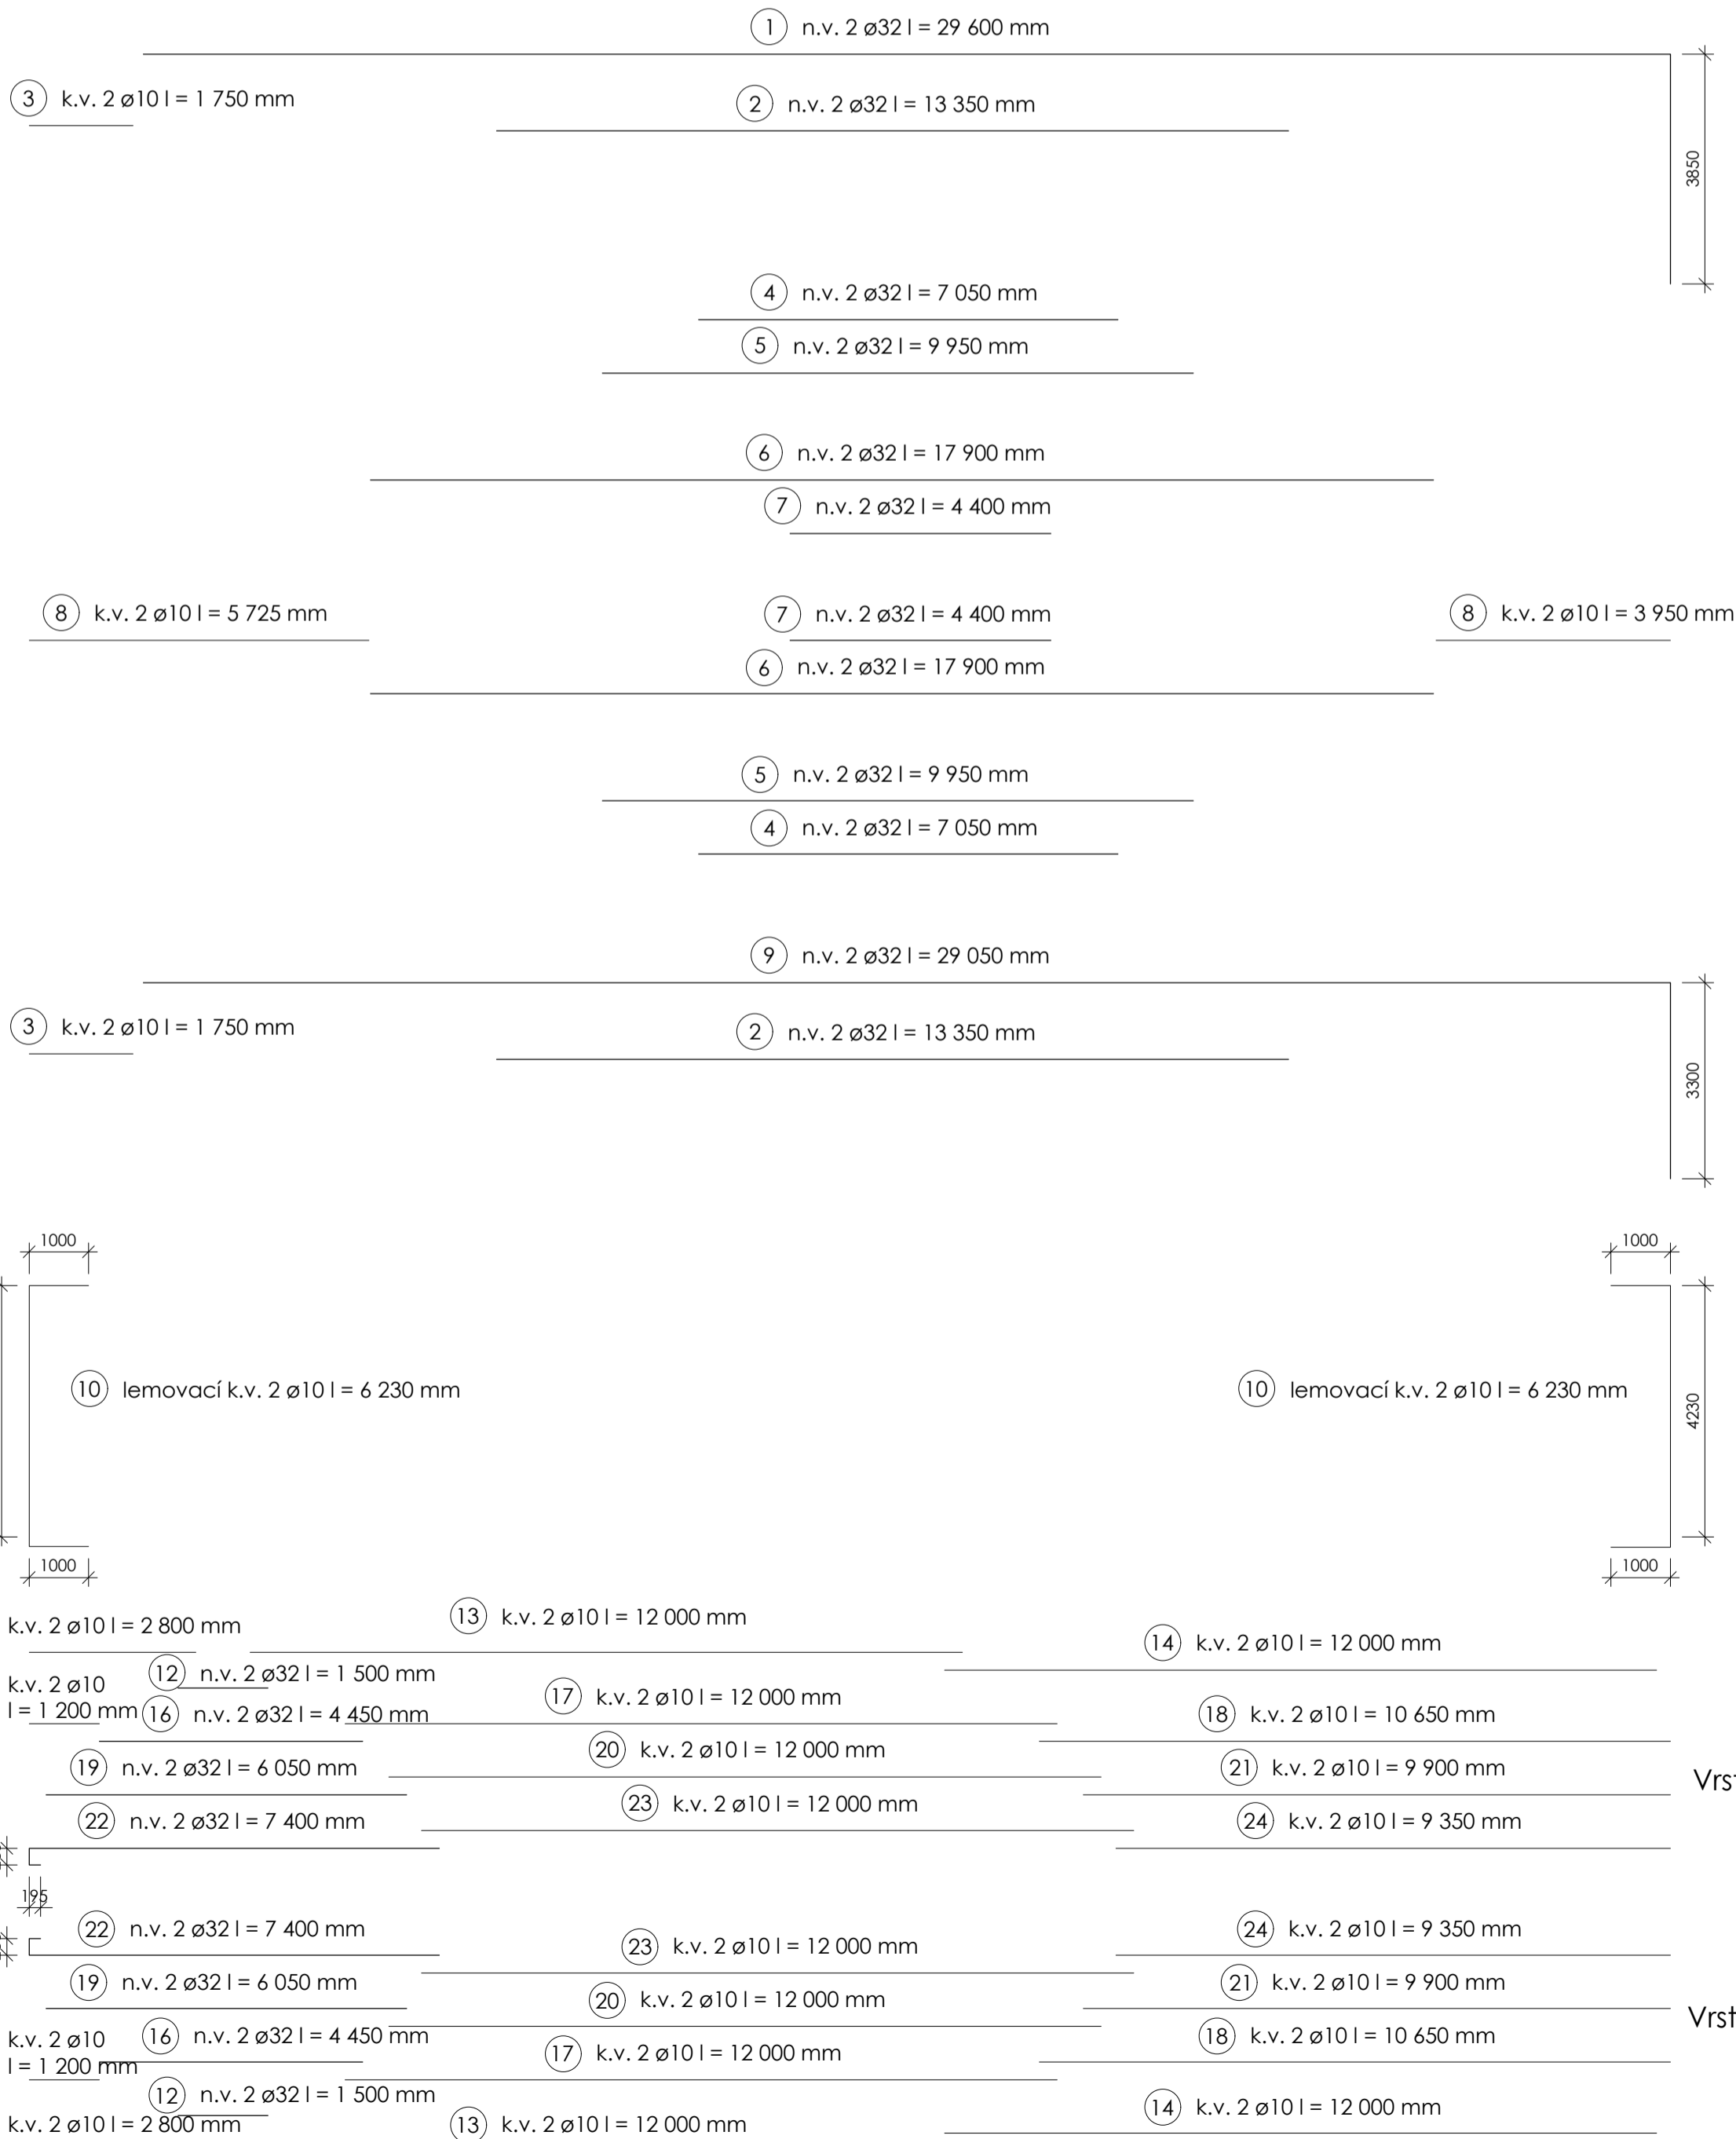 1 n.v. 2 ø32 l = 29 600 mm
3 k.v. 2 ø10 l = 1 750 mm
2 n.v. 2 ø32 l = 13 350 mm
3850
4 n.v. 2 ø32 l = 7 050 mm
5 n.v. 2 ø32 l = 9 950 mm
6 n.v. 2 ø32 l = 17 900 mm
7 n.v. 2 ø32 l = 4 400 mm
8 k.v. 2 ø10 l = 5 725 mm
7 n.v. 2 ø32 l = 4 400 mm
8 k.v. 2 ø10 l = 3 950 mm
6 n.v. 2 ø32 l = 17 900 mm
5 n.v. 2 ø32 l = 9 950 mm
4 n.v. 2 ø32 l = 7 050 mm
9 n.v. 2 ø32 l = 29 050 mm
3 k.v. 2 ø10 l = 1 750 mm
2 n.v. 2 ø32 l = 13 350 mm
3300
1000
1000
10 lemovací k.v. 2 ø10 l = 6 230 mm
10 lemovací k.v. 2 ø10 l = 6 230 mm
4230
1000
1000
k.v. 2 ø10 l = 2 800 mm
13 k.v. 2 ø10 l = 12 000 mm
14 k.v. 2 ø10 l = 12 000 mm
12 n.v. 2 ø32 l = 1 500 mm
k.v. 2 ø10
l = 1 200 mm
16 n.v. 2 ø32 l = 4 450 mm
17 k.v. 2 ø10 l = 12 000 mm
18 k.v. 2 ø10 l = 10 650 mm
19 n.v. 2 ø32 l = 6 050 mm
20 k.v. 2 ø10 l = 12 000 mm
21 k.v. 2 ø10 l = 9 900 mm
22 n.v. 2 ø32 l = 7 400 mm
23 k.v. 2 ø10 l = 12 000 mm
24 k.v. 2 ø10 l = 9 350 mm
195
22 n.v. 2 ø32 l = 7 400 mm
23 k.v. 2 ø10 l = 12 000 mm
24 k.v. 2 ø10 l = 9 350 mm
19 n.v. 2 ø32 l = 6 050 mm
20 k.v. 2 ø10 l = 12 000 mm
21 k.v. 2 ø10 l = 9 900 mm
k.v. 2 ø10
l = 1 200 mm
16 n.v. 2 ø32 l = 4 450 mm
17 k.v. 2 ø10 l = 12 000 mm
18 k.v. 2 ø10 l = 10 650 mm
12 n.v. 2 ø32 l = 1 500 mm
k.v. 2 ø10 l = 2 800 mm
13 k.v. 2 ø10 l = 12 000 mm
14 k.v. 2 ø10 l = 12 000 mm